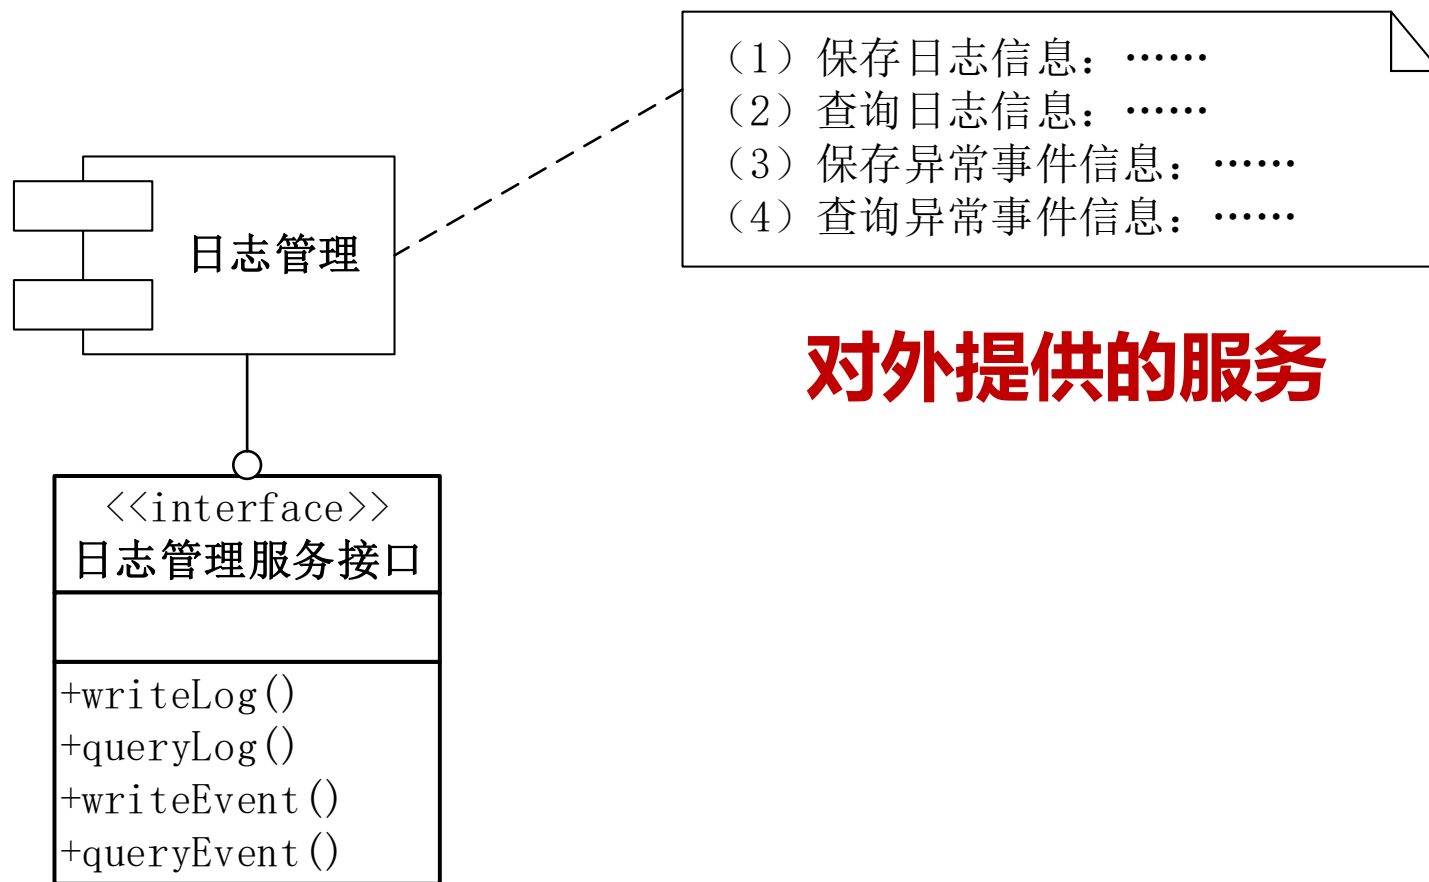 （1）保存日志信息：……
（2）查询日志信息：……
（3）保存异常事件信息：……
（4）查询异常事件信息：……
日志管理
对外提供的服务
<<interface>>
日志管理服务接口
+writeLog()
+queryLog()
+writeEvent()
+queryEvent()